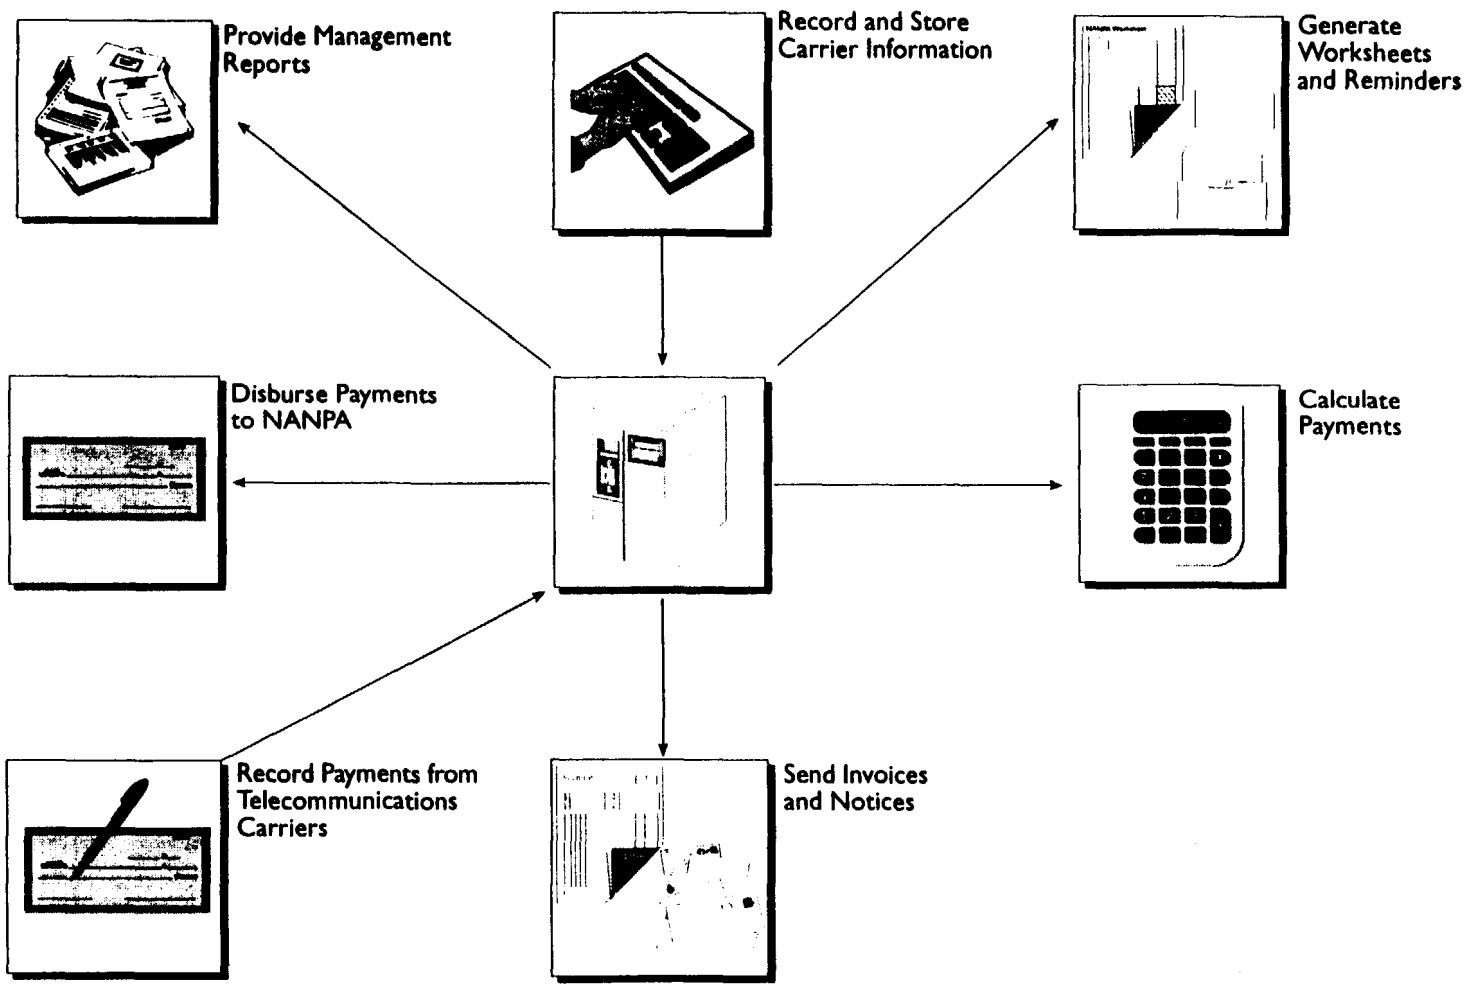 Provide Management
Reports
Record and Store
Carrier Information
Generate
Worksheets
and Reminders
Worksheet
Disburse Payments
to NANPA
Calculate
Payments
Record Payments from
Telecommunications
Carriers
Send Invoices
and Notices